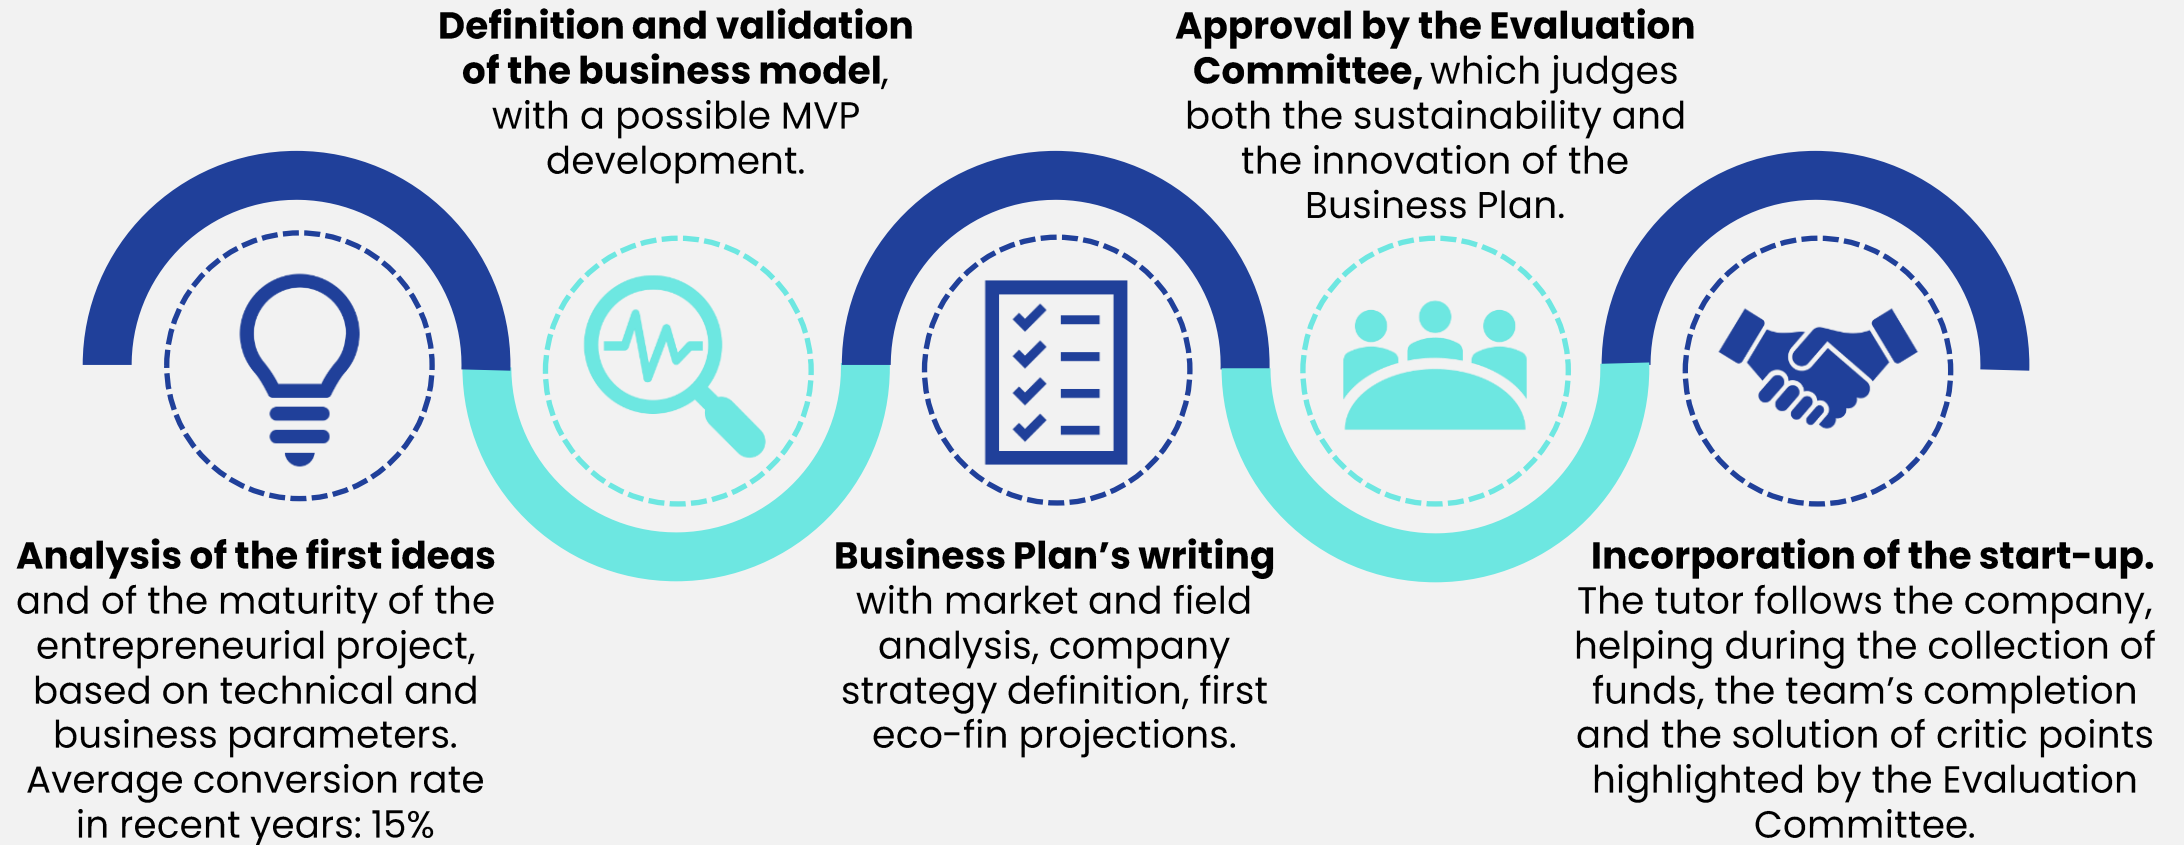 Analysis of the first ideas
and of the maturity of the
entrepreneurial project,
based on technical and
business parameters.
Average conversion rate
in recent years: 15%
Definition and validation
of the business model,
with a possible MVP
development.
Business Plan’s writing
with market and field
analysis, company
strategy definition, first
eco-fin projections.
Approval by the Evaluation
Committee, which judges
both the sustainability and
the innovation of the
Business Plan.
Incorporation of the start-up.
The tutor follows the company,
helping during the collection of
funds, the team’s completion
and the solution of critic points
highlighted by the Evaluation
Committee.